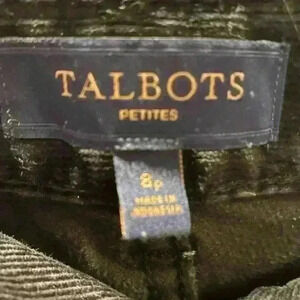 TALBOTS
PETITES
8P
MADE IN
INDONESIA